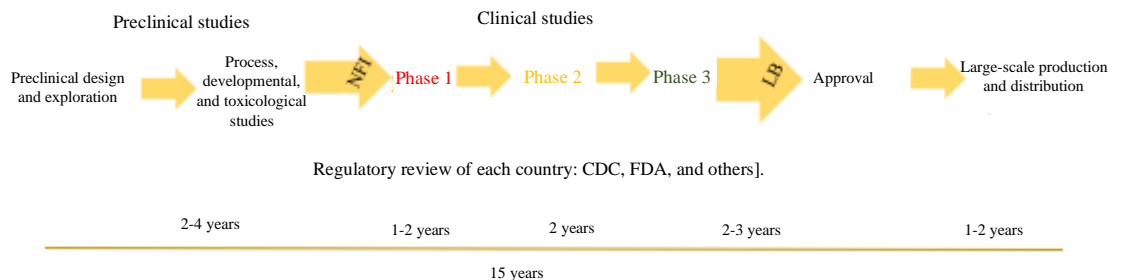 Preclinical studies
Clinical studies
Preclinical design
and exploration
Process,
developmental,
and toxicological
studies
NFI
Phase 1
Phase 2
Phase 3
LB
Approval
Large-scale production
and distribution
Regulatory review of each country: CDC, FDA, and others].
2-4 years
1-2 years
2 years
2-3 years
1-2 years
15 years